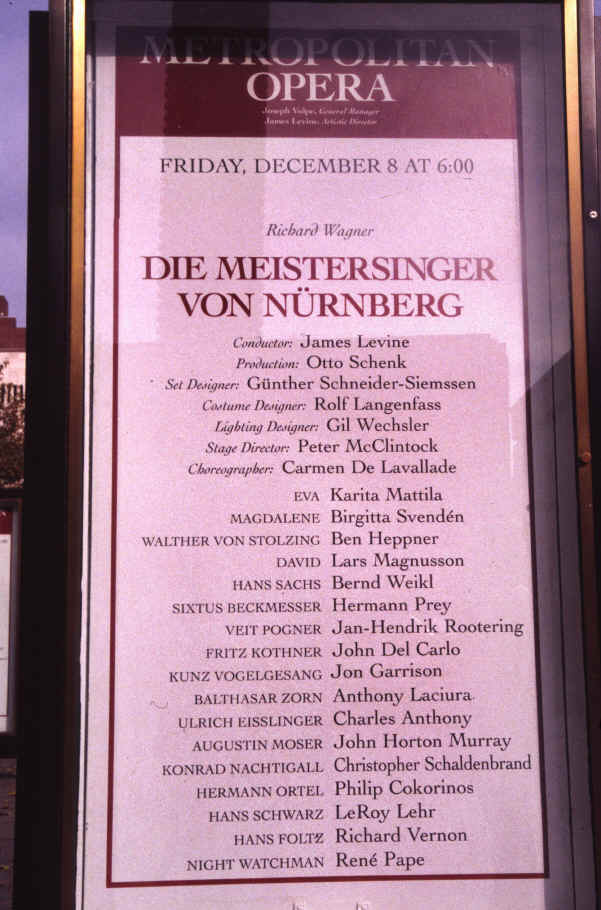 METROPOLITAN
OPERA
Joseph Volpe, General Manager
James Levine, Artistic Director
FRIDAY, DECEMBER 8 AT 6:00
Richard Wagner
DIE MEISTERSINGER
VON NÜRNBERG
Conductor: James Levine
Production: Otto Schenk
Set Designer: Günther Schneider-Siemssen
Costume Designer: Rolf Langenfass
Lighting Designer: Gil Wechsler
Stage Director: Peter McClintock
Choreographer: Carmen De Lavallade
EVA Karita Mattila
MAGDALENE Birgitta Svendén
WALTHER VON STOLZING Ben Heppner
DAVID Lars Magnusson
HANS SACHS Bernd Weikl
SIXTUS BECKMESSER Hermann Prey
VEIT POGNER Jan-Hendrik Rootering
FRITZ KOTHNER John Del Carlo
KUNZ VOGELGESANG Jon Garrison
BALTHASAR ZORN Anthony Laciura
ULRICH EISSLINGER Charles Anthony
AUGUSTIN MOSER John Horton Murray
KONRAD NACHTIGALL Christopher Schaldenbrand
HERMANN ORTEL Philip Cokorinos
HANS SCHWARZ LeRoy Lehr
HANS FOLTZ Richard Vernon
NIGHT WATCHMAN René Pape